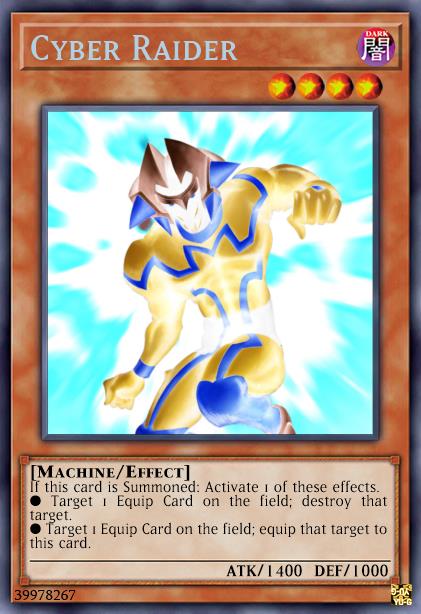 Cyber Raider
DARK
闇
[Machine/Effect]
If this card is Summoned: Activate 1 of these effects.
● Target 1 Equip Card on the field; destroy that
target.
● Target 1 Equip Card on the field; equip that target to
this card.
ATK/1400 DEF/1000
39978267